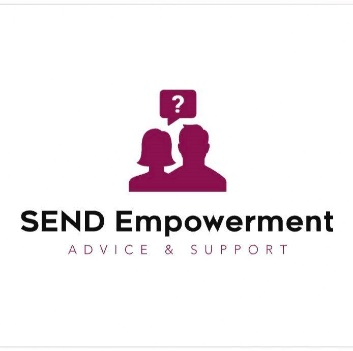 ?
SEND Empowerment
ADVICE & SUPPORT